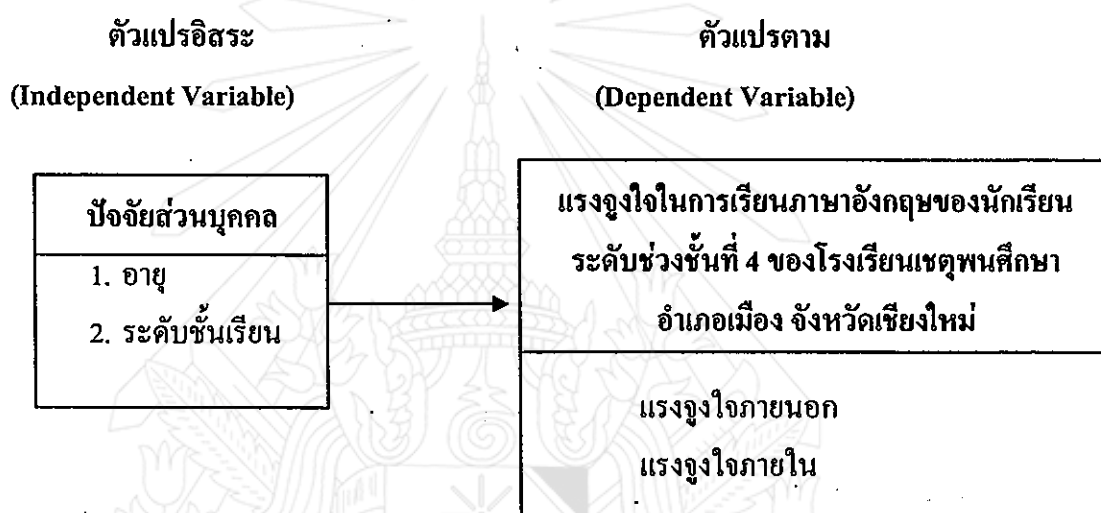 ตัวแปรอิสระ
(Independent Variable)
ตัวแปรตาม
(Dependent Variable)
ปัจจัยส่วนบุคคล
1. อายุ
2. ระดับชั้นเรียน
แรงจูงใจในการเรียนภาษาอังกฤษของนักเรียน
ระดับช่วงชั้นที่ 4 ของโรงเรียนเชตุพนศึกษา
อำเภอเมือง จังหวัดเชียงใหม่
แรงจูงใจภายนอก
แรงจูงใจภายใน